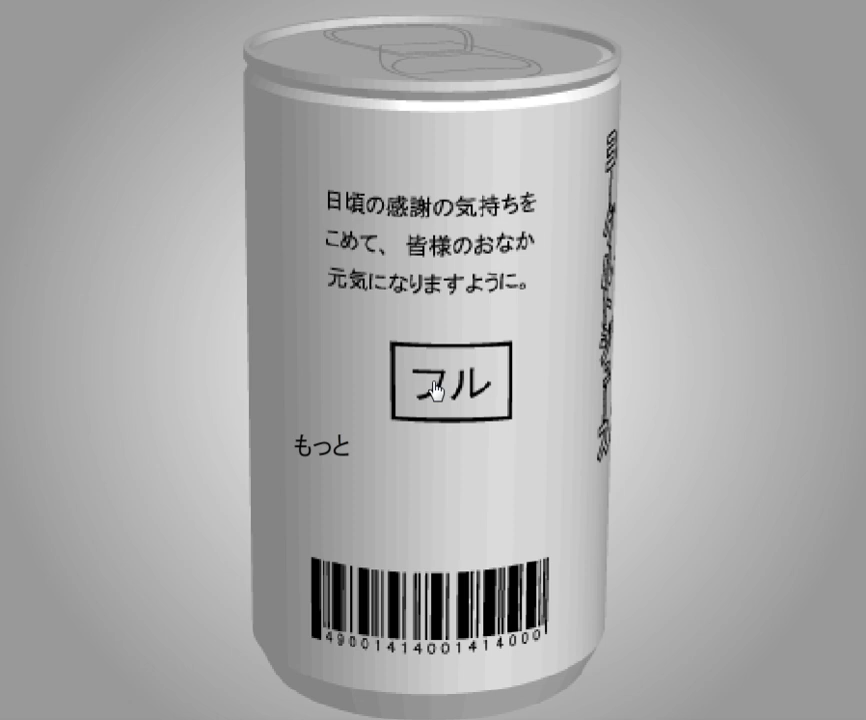 日頃の感謝の気持ちを
こめて、皆様のおなか
元気になりますように。
フル
もっと
49001414001414000